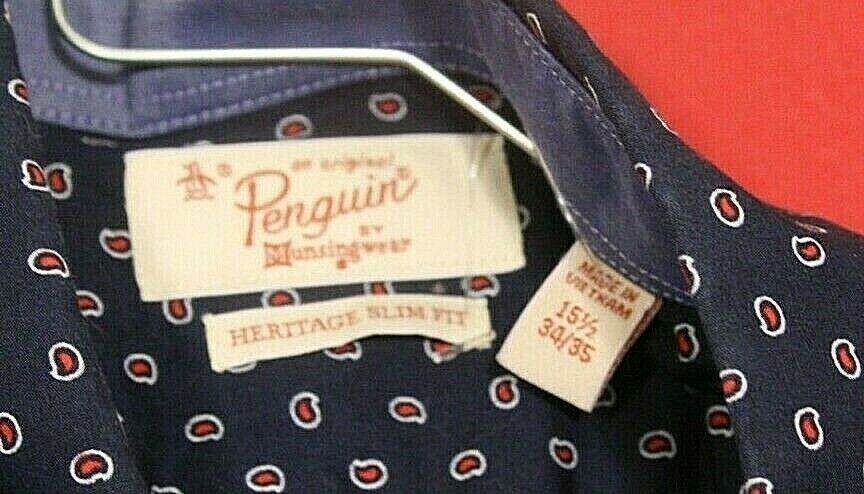 an original
Penguin®
BY
Munsingwear
®
HERITAGE SLIM FIT
MADE IN
VIETNAM
15½
34/35